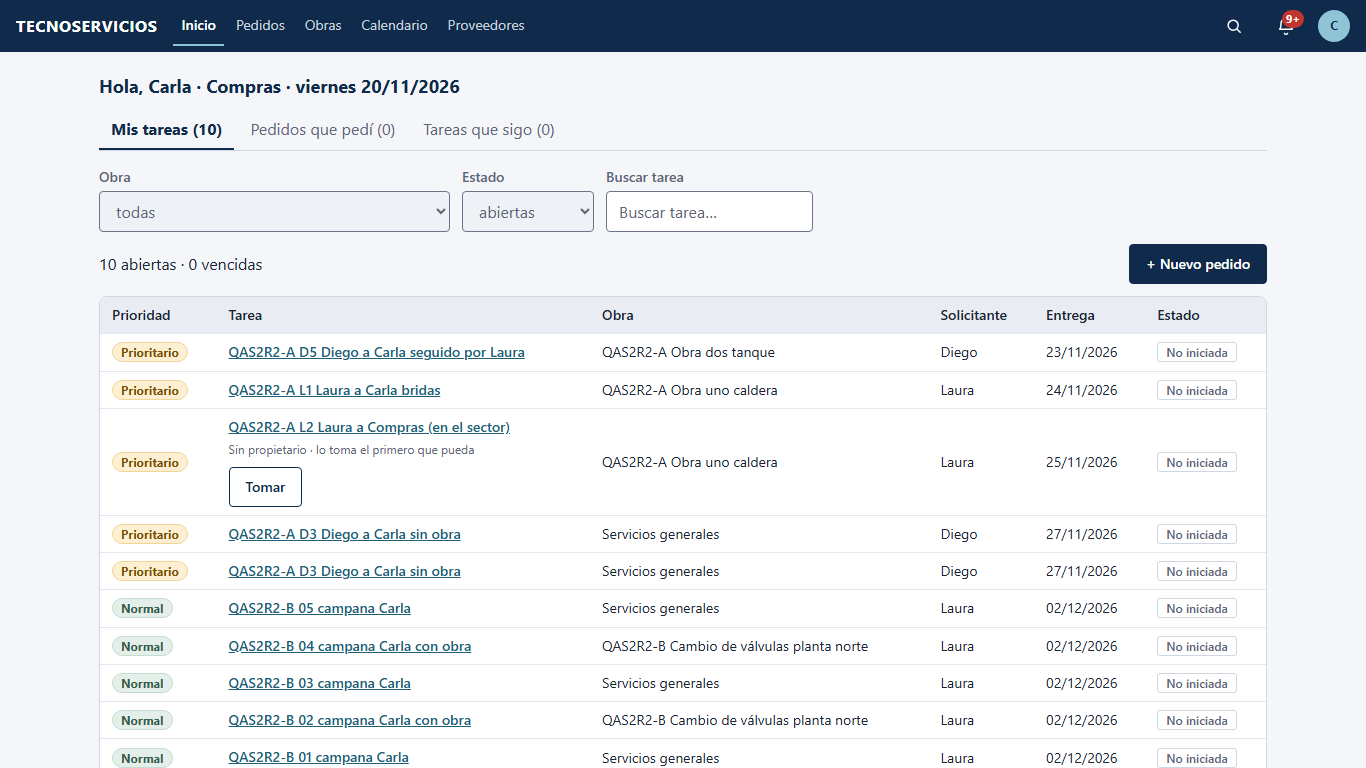 TECNOSERVICIOS Inicio Pedidos Obras Calendario Proveedores 9+ C
Hola, Carla · Compras · viernes 20/11/2026
Mis tareas (10) Pedidos que pedí (0) Tareas que sigo (0)
Obra Estado Buscar tarea
todas abiertas Buscar tarea...
10 abiertas · 0 vencidas + Nuevo pedido
Prioridad Tarea Obra Solicitante Entrega Estado
Prioritario QAS2R2-A D5 Diego a Carla seguido por Laura QAS2R2-A Obra dos tanque Diego 23/11/2026 No iniciada
Prioritario QAS2R2-A L1 Laura a Carla bridas QAS2R2-A Obra uno caldera Laura 24/11/2026 No iniciada
QAS2R2-A L2 Laura a Compras (en el sector)
Sin propietario · lo toma el primero que pueda
Prioritario QAS2R2-A Obra uno caldera Laura 25/11/2026 No iniciada
Tomar
Prioritario QAS2R2-A D3 Diego a Carla sin obra Servicios generales Diego 27/11/2026 No iniciada
Prioritario QAS2R2-A D3 Diego a Carla sin obra Servicios generales Diego 27/11/2026 No iniciada
Normal QAS2R2-B 05 campana Carla Servicios generales Laura 02/12/2026 No iniciada
Normal QAS2R2-B 04 campana Carla con obra QAS2R2-B Cambio de válvulas planta norte Laura 02/12/2026 No iniciada
Normal QAS2R2-B 03 campana Carla Servicios generales Laura 02/12/2026 No iniciada
Normal QAS2R2-B 02 campana Carla con obra QAS2R2-B Cambio de válvulas planta norte Laura 02/12/2026 No iniciada
Normal QAS2R2-B 01 campana Carla Servicios generales Laura 02/12/2026 No iniciada